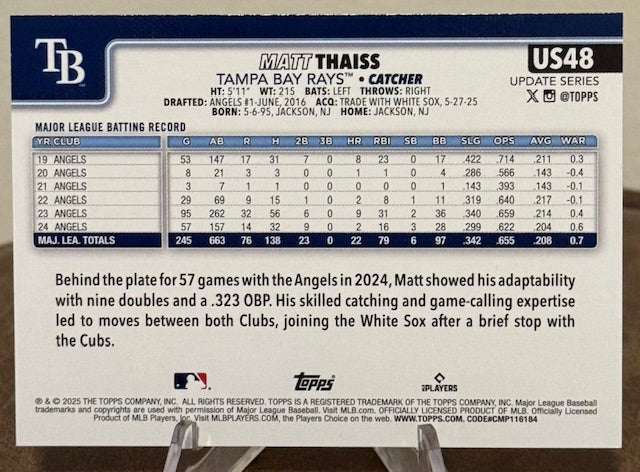 TB
MATT THAISS
TAMPA BAY RAYS™ • CATCHER
HT: 5'11" WT: 215 BATS: LEFT THROWS: RIGHT
DRAFTED: ANGELS #1-JUNE, 2016 ACQ: TRADE WITH WHITE SOX, 5-27-25
BORN: 5-6-95, JACKSON, NJ HOME: JACKSON, NJ
US48
UPDATE SERIES
X @TOPPS
MAJOR LEAGUE BATTING RECORD
YR CLUB G AB R H 2B 3B HR RBI SB BB SLG OPS AVG WAR
19 ANGELS 53 147 17 31 7 0 8 23 0 17 .422 .714 .211 0.3
20 ANGELS 8 21 3 3 0 0 1 1 0 4 .286 .566 .143 -0.4
21 ANGELS 3 7 1 1 0 0 0 0 0 1 .143 .393 .143 -0.1
22 ANGELS 29 69 9 15 1 0 2 8 1 11 .319 .640 .217 -0.1
23 ANGELS 95 262 32 56 6 0 9 31 2 36 .340 .659 .214 0.4
24 ANGELS 57 157 14 32 9 0 2 16 3 28 .299 .622 .204 0.6
MAJ. LEA. TOTALS 245 663 76 138 23 0 22 79 6 97 .342 .655 .208 0.7
Behind the plate for 57 games with the Angels in 2024, Matt showed his adaptability
with nine doubles and a .323 OBP. His skilled catching and game-calling expertise
led to moves between both Clubs, joining the White Sox after a brief stop with
the Cubs.
Topps
PLAYERS
® & © 2025 THE TOPPS COMPANY, INC. ALL RIGHTS RESERVED. TOPPS IS A REGISTERED TRADEMARK OF THE TOPPS COMPANY, INC. Major League Baseball
trademarks and copyrights are used with permission of Major League Baseball. Visit MLB.com. OFFICIALLY LICENSED PRODUCT OF MLB. Officially Licensed
Product of MLB Players, Inc. Visit MLBPLAYERS.COM, the Players Choice on the web. WWW.TOPPS.COM. CODE#CMP116184